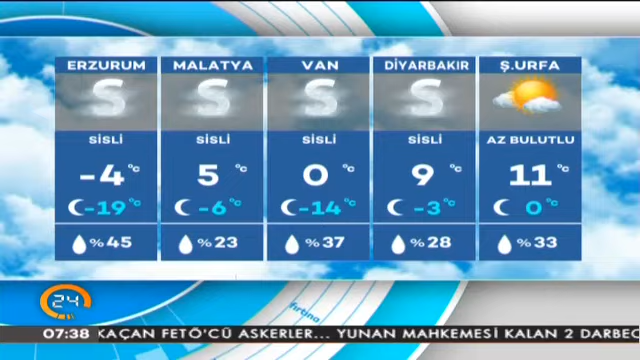 ERZURUM
S
SİSLİ
-4 °C
-19 °C
%45
MALATYA
S
SİSLİ
5 °C
-6 °C
%23
VAN
S
SİSLİ
0 °C
-14 °C
%37
DİYARBAKIR
S
SİSLİ
9 °C
-3 °C
%28
Ş.URFA
AZ BULUTLU
11 °C
0 °C
%33
24
fırtına
07:38 KAÇAN FETÖ'CÜ ASKERLER... YUNAN MAHKEMESİ KALAN 2 DARBEC